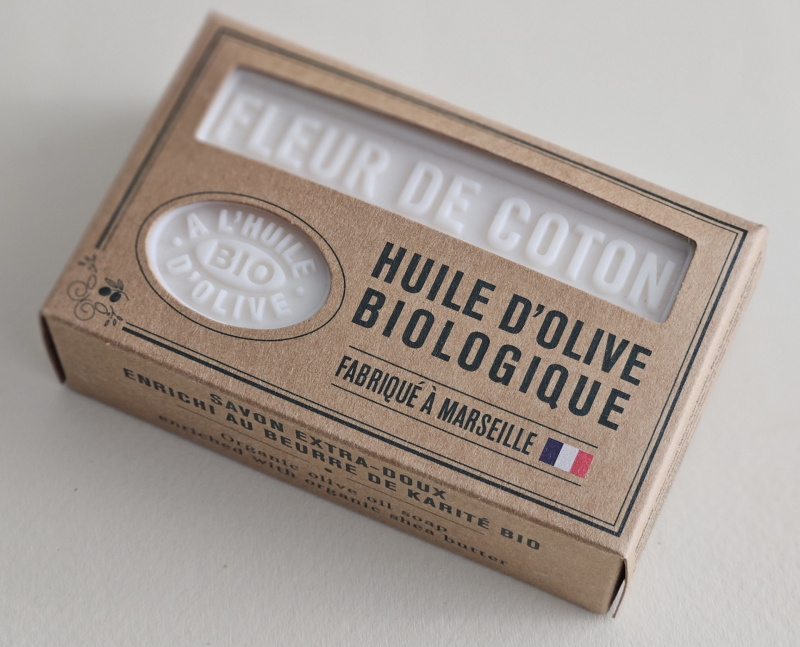 FLEUR DE COTON
À L'HUILE
BIO
D'OLIVE
HUILE D'OLIVE
BIOLOGIQUE
FABRIQUÉ À MARSEILLE
SAVON EXTRA-DOUX
ENRICHI AU BEURRE DE KARITÉ BIO
Organic olive oil soap
enriched with organic shea butter